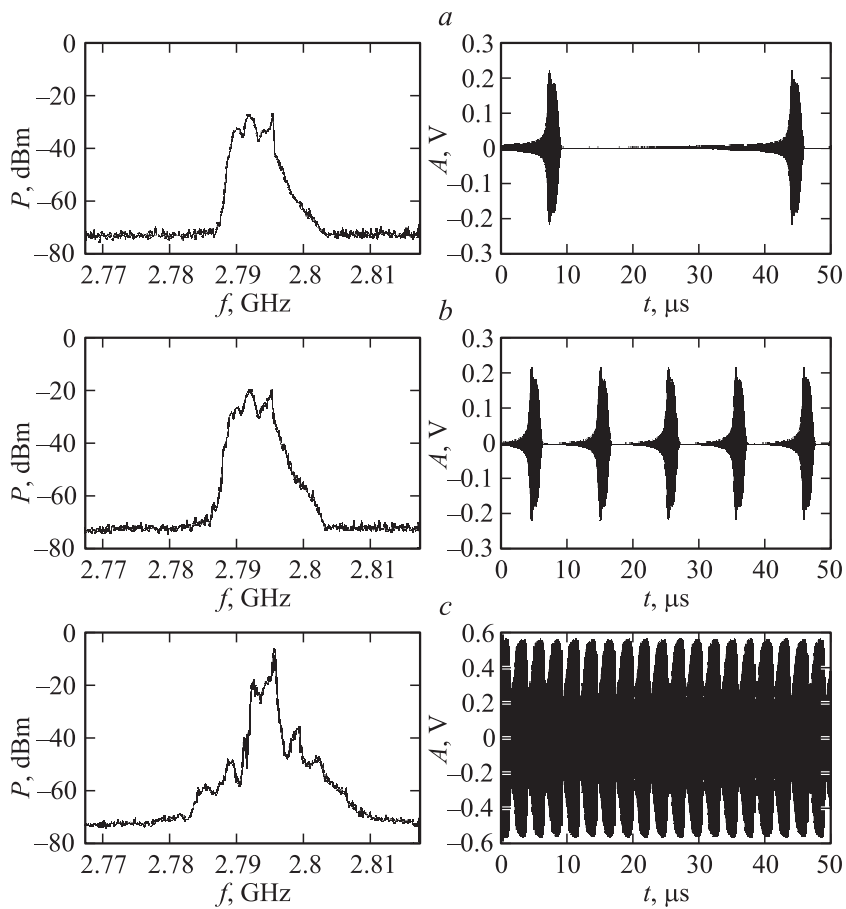 a
0
–20
–40
–60
–80
P, dBm
2.77 2.78 2.79 2.8 2.81
f, GHz
0.3
0.2
0.1
0
–0.1
–0.2
–0.3
A, V
0 10 20 30 40 50
t, μs
b
0
–20
–40
–60
–80
P, dBm
2.77 2.78 2.79 2.8 2.81
f, GHz
0.3
0.2
0.1
0
–0.1
–0.2
–0.3
A, V
0 10 20 30 40 50
t, μs
c
0
–20
–40
–60
–80
P, dBm
2.77 2.78 2.79 2.8 2.81
f, GHz
0.6
0.4
0.2
0
–0.2
–0.4
–0.6
A, V
0 10 20 30 40 50
t, μs